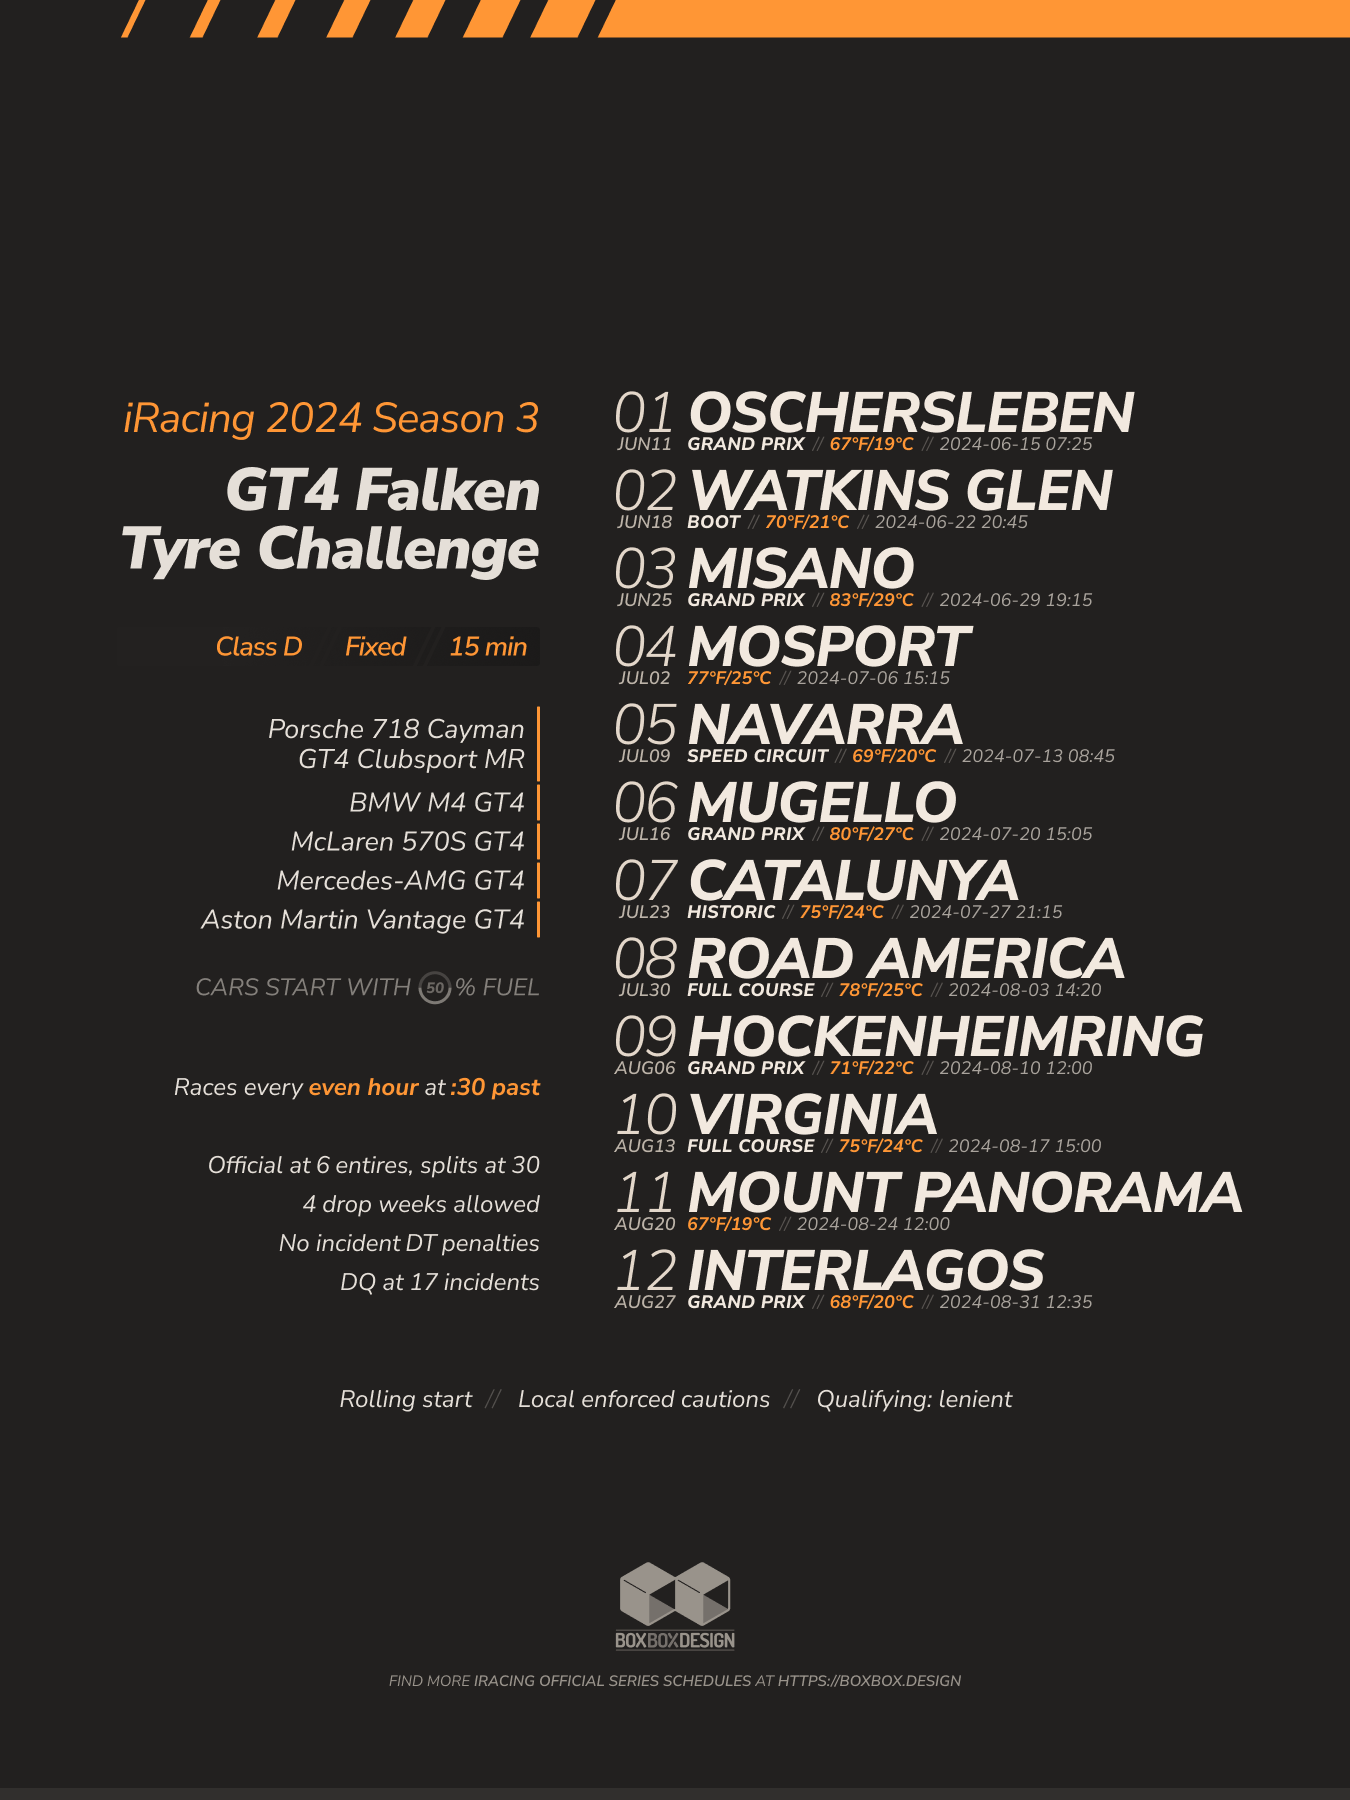 iRacing 2024 Season 3
GT4 Falken
Tyre Challenge
Class D Fixed // 15 min
Porsche 718 Cayman
GT4 Clubsport MR
BMW M4 GT4
McLaren 570S GT4
Mercedes-AMG GT4
Aston Martin Vantage GT4
CARS START WITH 50 % FUEL
Races every even hour at :30 past
Official at 6 entires, splits at 30
4 drop weeks allowed
No incident DT penalties
DQ at 17 incidents
01 OSCHERSLEBEN
JUN11 GRAND PRIX // 67°F/19°C // 2024-06-15 07:25
02 WATKINS GLEN
JUN18 BOOT // 70°F/21°C // 2024-06-22 20:45
03 MISANO
JUN25 GRAND PRIX // 83°F/29°C // 2024-06-29 19:15
04 MOSPORT
JUL02 77°F/25°C // 2024-07-06 15:15
05 NAVARRA
JUL09 SPEED CIRCUIT // 69°F/20°C // 2024-07-13 08:45
06 MUGELLO
JUL16 GRAND PRIX // 80°F/27°C // 2024-07-20 15:05
07 CATALUNYA
JUL23 HISTORIC // 75°F/24°C // 2024-07-27 21:15
08 ROAD AMERICA
JUL30 FULL COURSE // 78°F/25°C // 2024-08-03 14:20
09 HOCKENHEIMRING
AUG06 GRAND PRIX // 71°F/22°C // 2024-08-10 12:00
10 VIRGINIA
AUG13 FULL COURSE // 75°F/24°C // 2024-08-17 15:00
11 MOUNT PANORAMA
AUG20 67°F/19°C // 2024-08-24 12:00
12 INTERLAGOS
AUG27 GRAND PRIX // 68°F/20°C // 2024-08-31 12:35
Rolling start // Local enforced cautions // Qualifying: lenient
BOXBOXDESIGN
FIND MORE IRACING OFFICIAL SERIES SCHEDULES AT HTTPS://BOXBOX.DESIGN